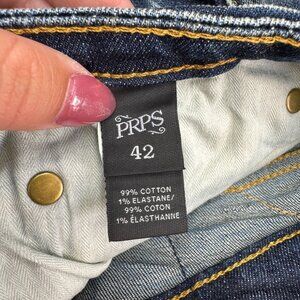 PRPS
42
99% COTTON
1% ELASTANE/
99% COTON
1% ÉLASTHANNE